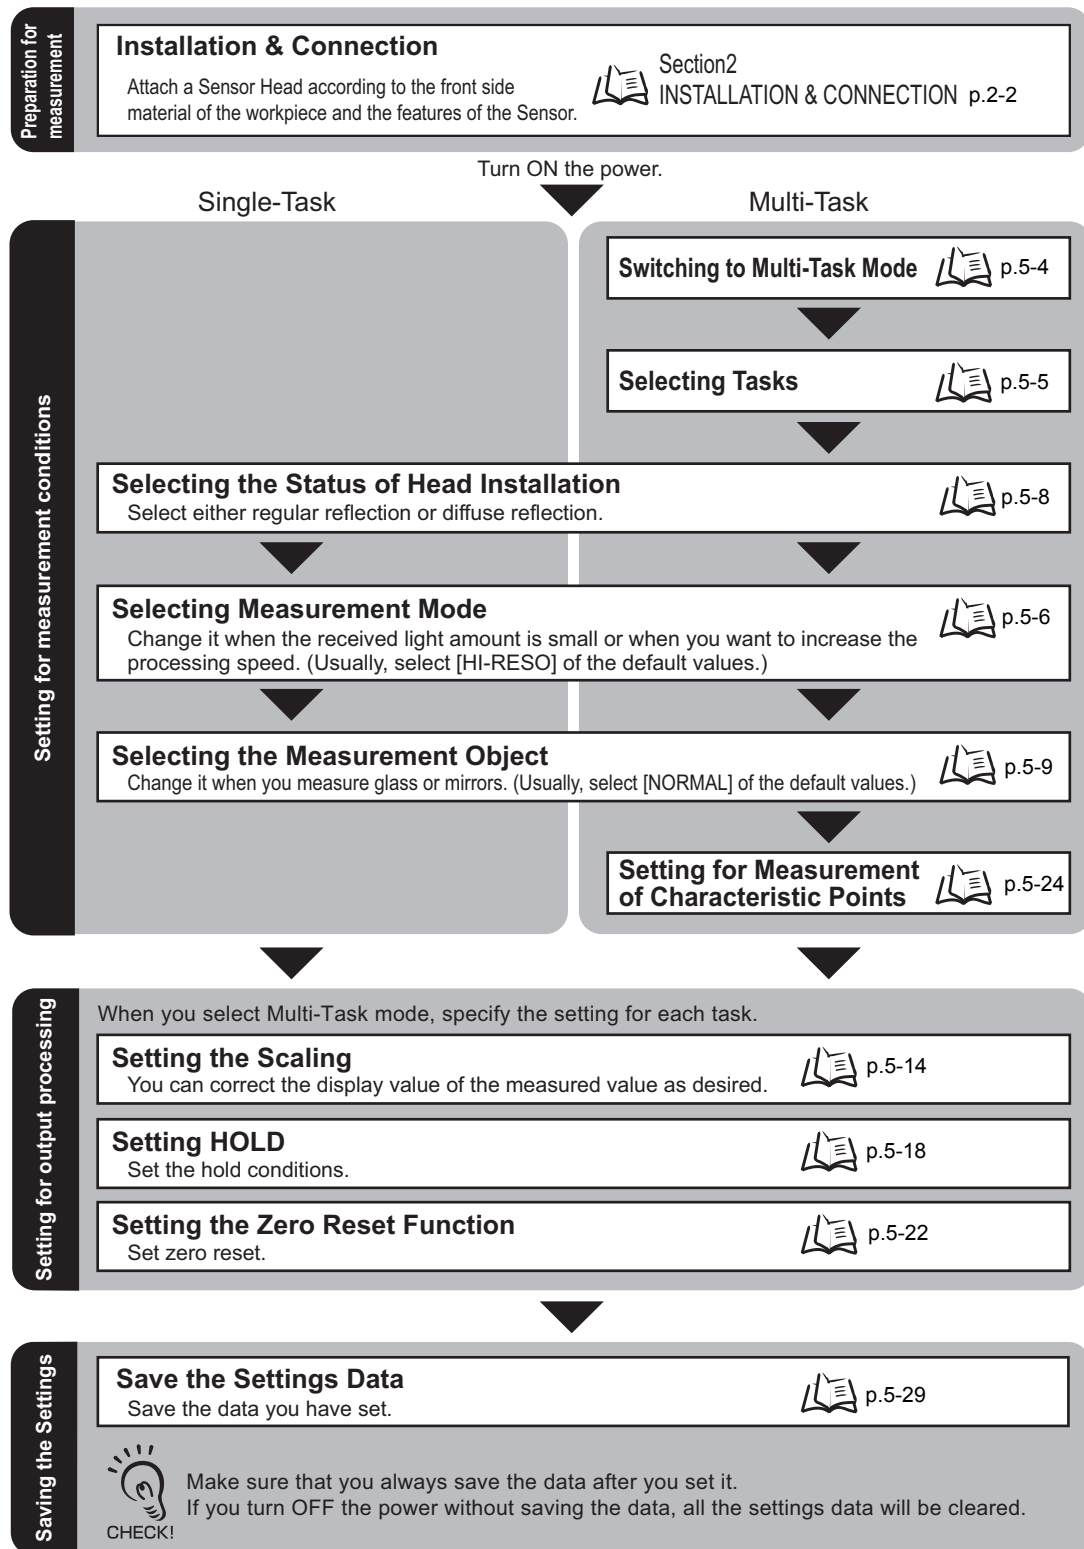 Preparation for
measurement
Installation & Connection
Attach a Sensor Head according to the front side
material of the workpiece and the features of the Sensor.
Section2
INSTALLATION & CONNECTION p.2-2
Turn ON the power.
Single-Task
Multi-Task
Setting for measurement conditions
Switching to Multi-Task Mode p.5-4
Selecting Tasks p.5-5
Selecting the Status of Head Installation
Select either regular reflection or diffuse reflection.
p.5-8
Selecting Measurement Mode
Change it when the received light amount is small or when you want to increase the
processing speed. (Usually, select [HI-RESO] of the default values.)
p.5-6
Selecting the Measurement Object
Change it when you measure glass or mirrors. (Usually, select [NORMAL] of the default values.)
p.5-9
Setting for Measurement
of Characteristic Points
p.5-24
Setting for output processing
When you select Multi-Task mode, specify the setting for each task.
Setting the Scaling
You can correct the display value of the measured value as desired.
p.5-14
Setting HOLD
Set the hold conditions.
p.5-18
Setting the Zero Reset Function
Set zero reset.
p.5-22
Saving the Settings
Save the Settings Data
Save the data you have set.
p.5-29
CHECK!
Make sure that you always save the data after you set it.
If you turn OFF the power without saving the data, all the settings data will be cleared.